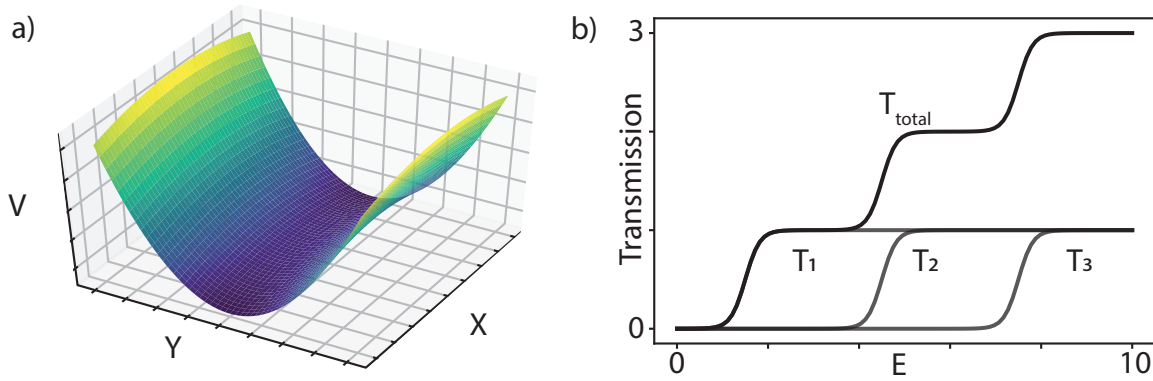 a)
V
Y
X
b)
Transmission
3
0
T_total
T₁
T₂
T₃
0
E
10